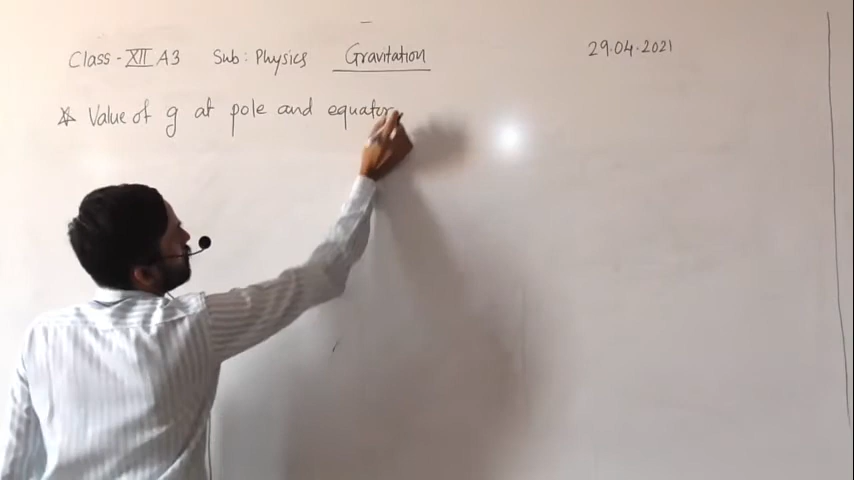 Class - XII A3 Sub : Physics Gravitation 29.04.2021
* Value of g at pole and equator